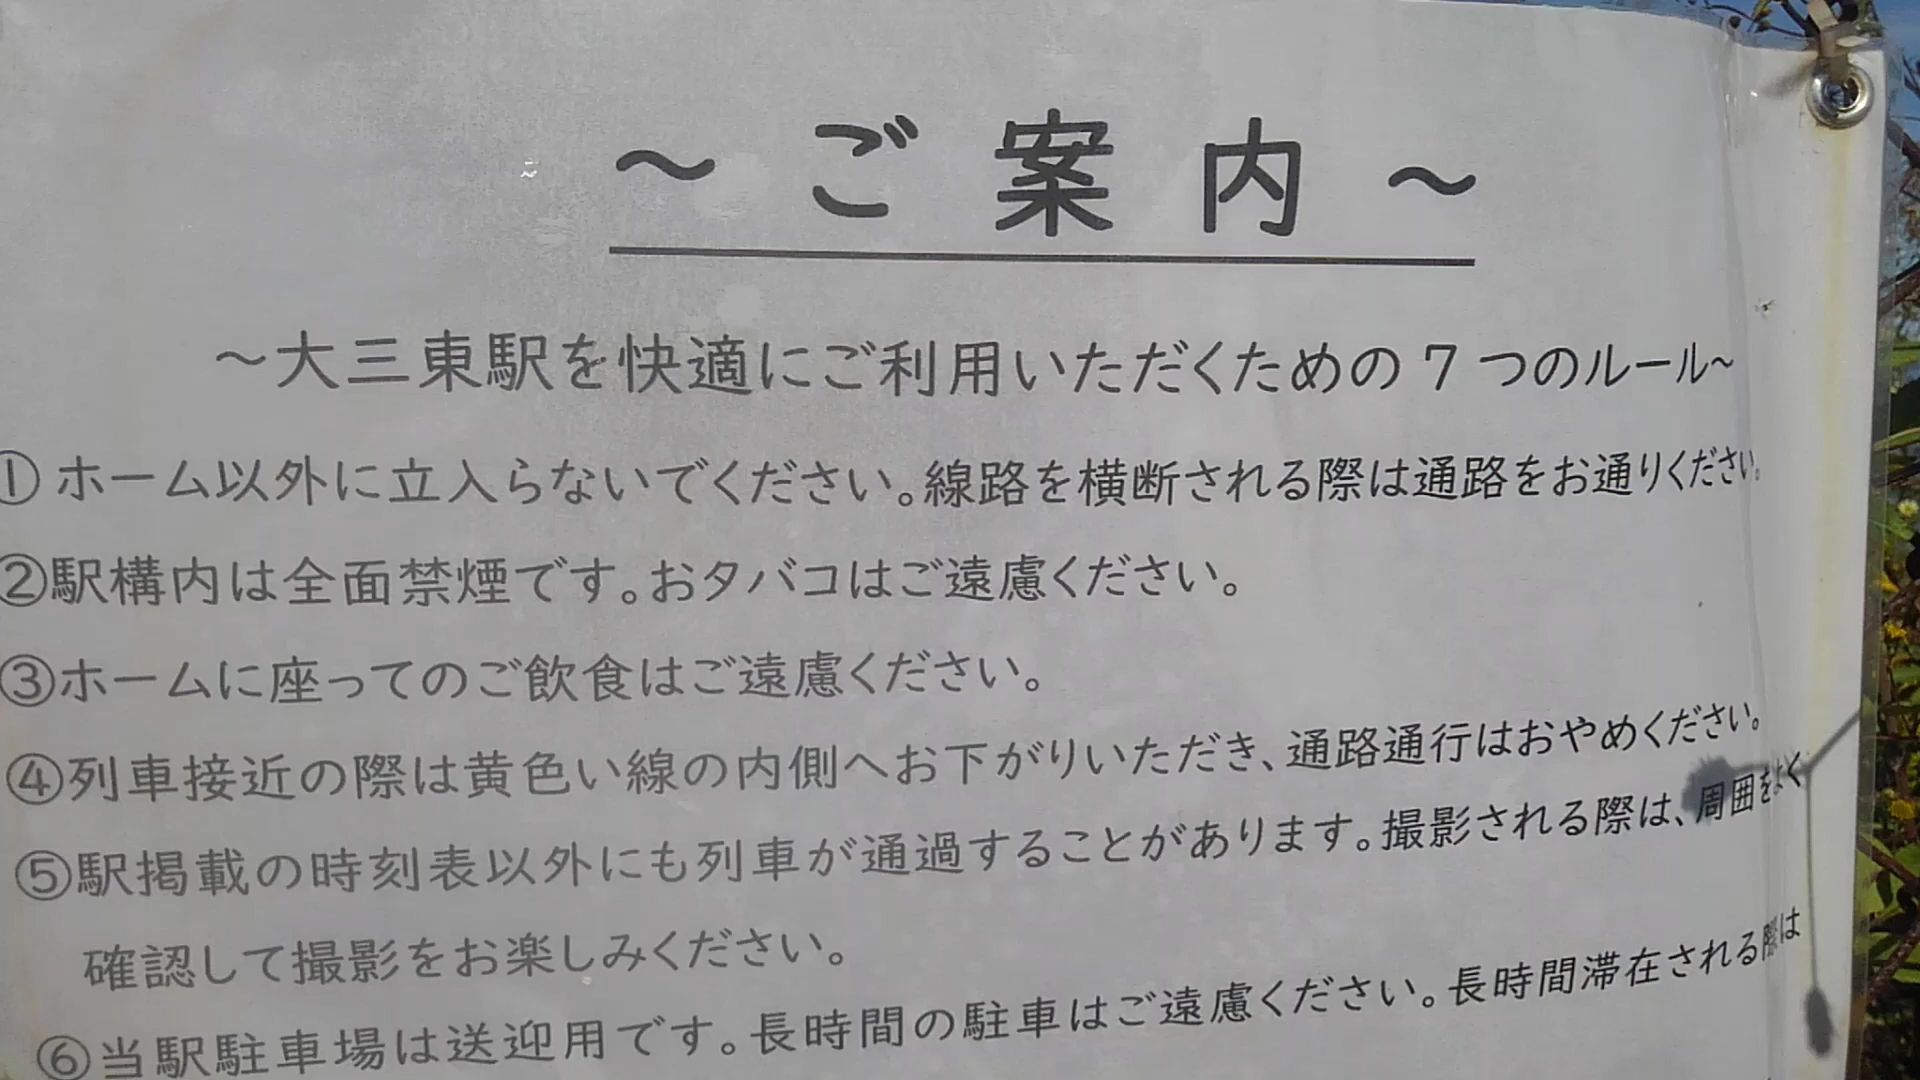 ～ご案内～
～大三東駅を快適にご利用いただくための７つのルール～
①ホーム以外に立入らないでください。線路を横断される際は通路をお通りください。
②駅構内は全面禁煙です。おタバコはご遠慮ください。
③ホームに座ってのご飲食はご遠慮ください。
④列車接近の際は黄色い線の内側へお下がりいただき、通路通行はおやめください。
⑤駅掲載の時刻表以外にも列車が通過することがあります。撮影される際は、周囲をよく
確認して撮影をお楽しみください。
⑥当駅駐車場は送迎用です。長時間の駐車はご遠慮ください。長時間滞在される際は